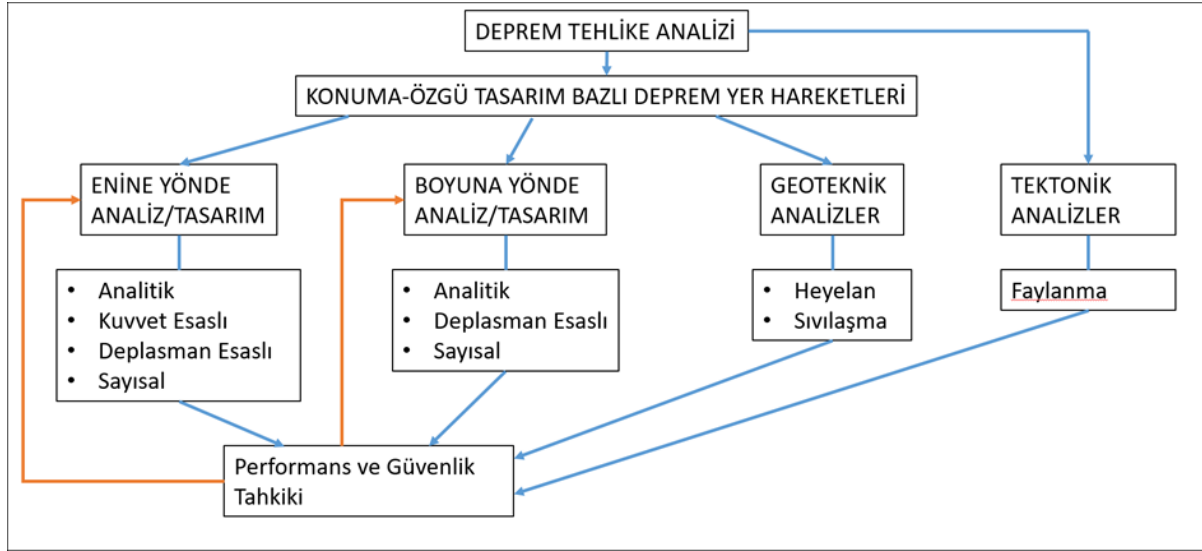 DEPREM TEHLİKE ANALİZİ
KONUMA-ÖZGÜ TASARIM BAZLI DEPREM YER HAREKETLERİ
ENİNE YÖNDE
ANALİZ/TASARIM
BOYUNA YÖNDE
ANALİZ/TASARIM
GEOTEKNİK
ANALİZLER
TEKTONİK
ANALİZLER
• Analitik
• Kuvvet Esaslı
• Deplasman Esaslı
• Sayısal
• Analitik
• Deplasman Esaslı
• Sayısal
• Heyelan
• Sıvılaşma
Faylanma
Performans ve Güvenlik
Tahkiki